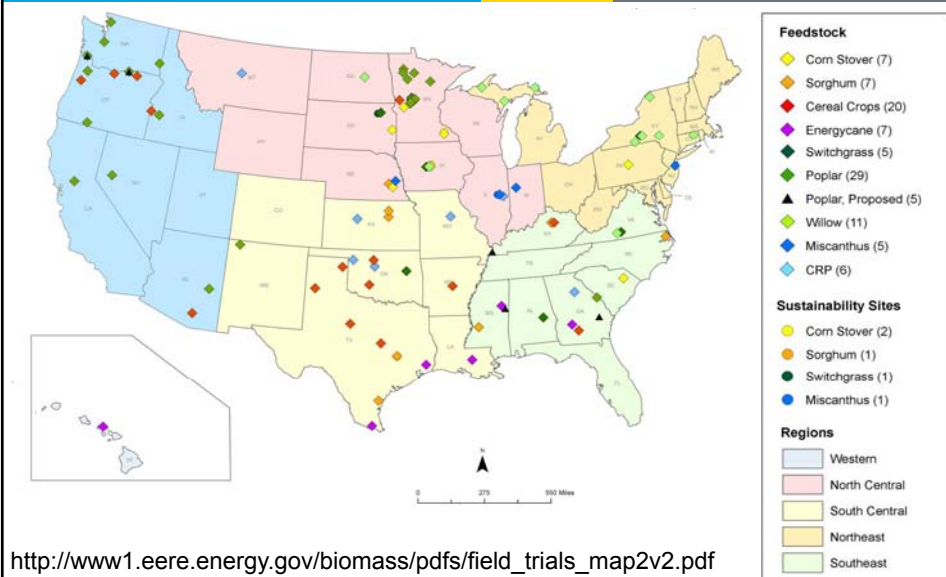 Feedstock
Corn Stover (7)
Sorghum (7)
Cereal Crops (20)
Energycane (7)
Switchgrass (5)
Poplar (29)
Poplar, Proposed (5)
Willow (11)
Miscanthus (5)
CRP (6)
Sustainability Sites
Corn Stover (2)
Sorghum (1)
Switchgrass (1)
Miscanthus (1)
Regions
Western
North Central
South Central
Northeast
Southeast
N
0 275 550 Miles
http://www1.eere.energy.gov/biomass/pdfs/field_trials_map2v2.pdf